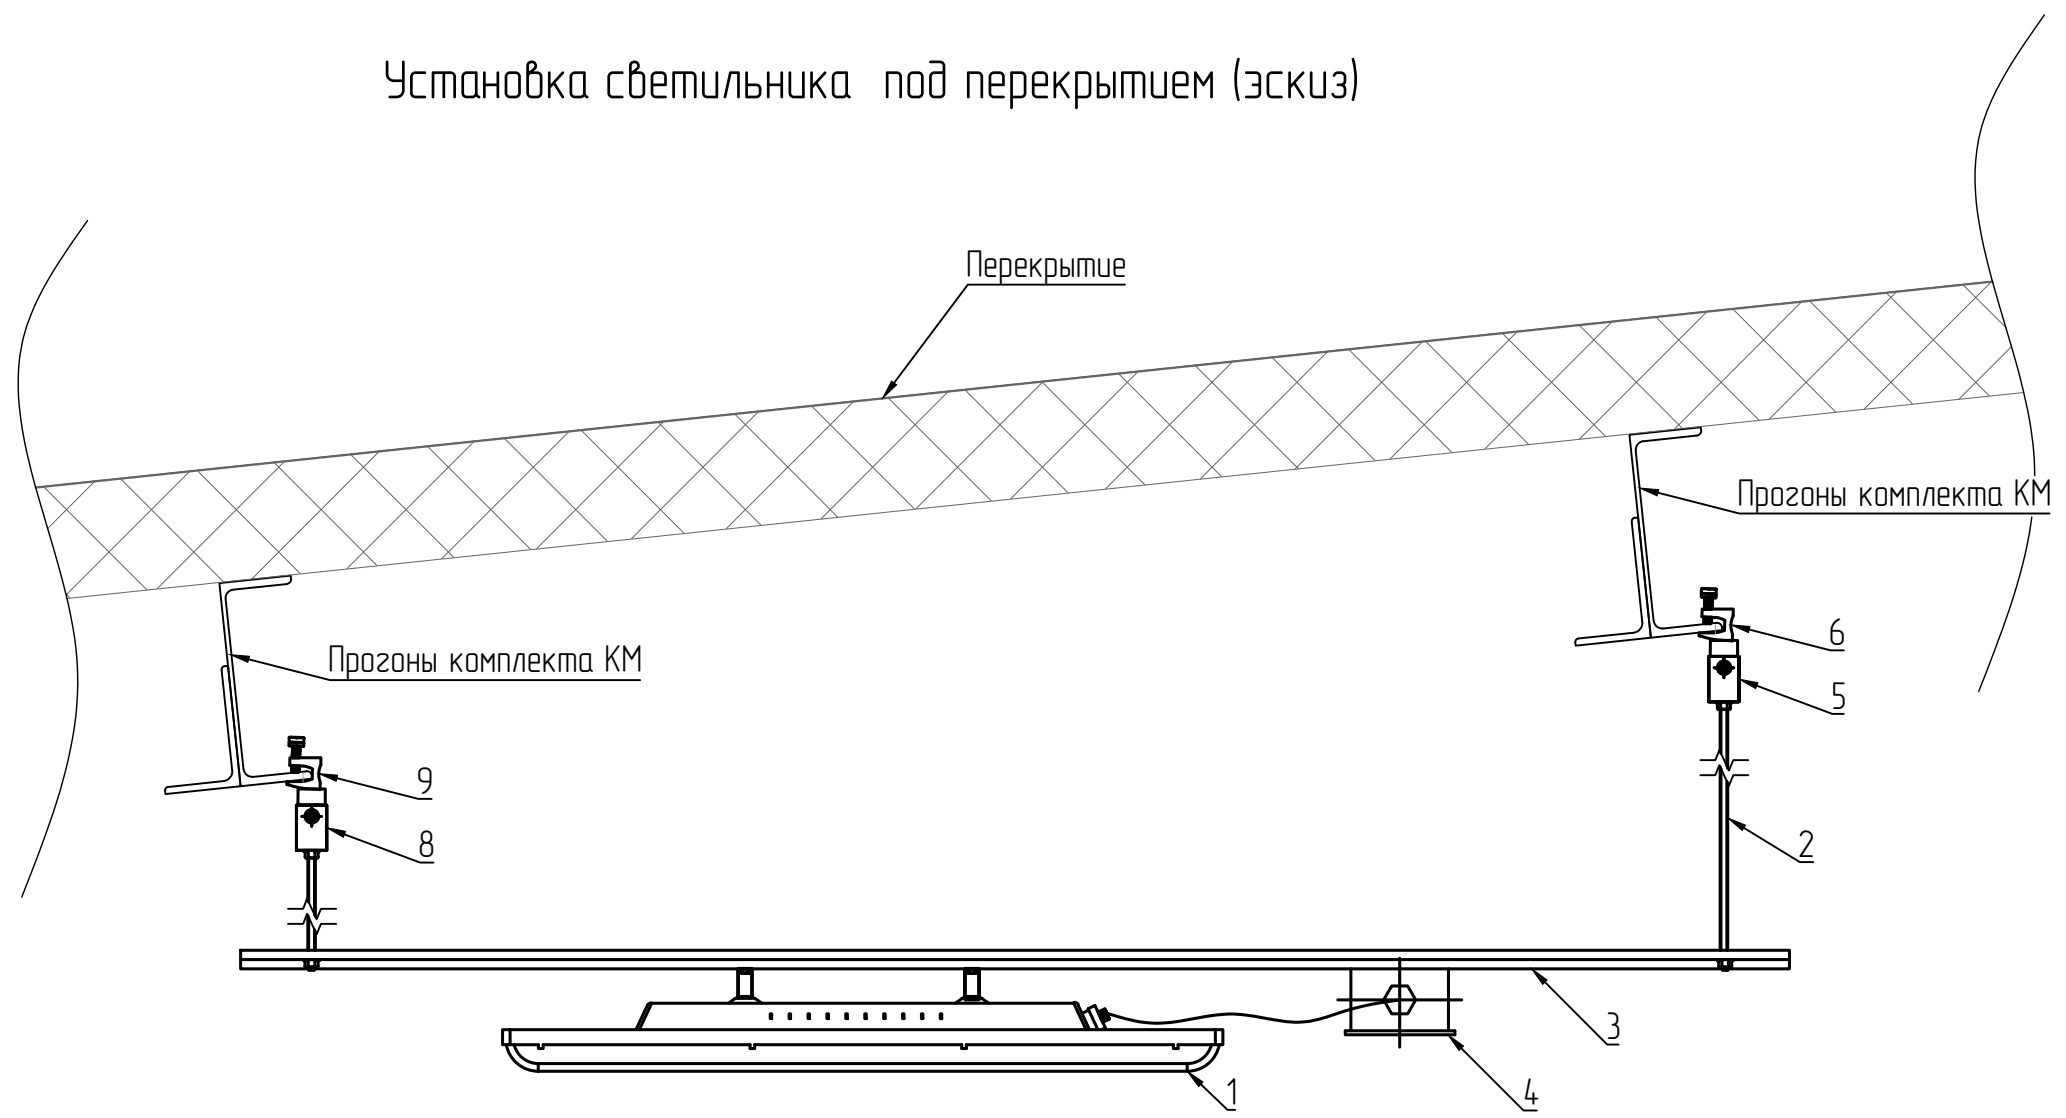 Установка светильника под перекрытием (эскиз)
Перекрытие
Прогоны комплекта КМ
Прогоны комплекта КМ
6
5
9
8
2
3
1
4